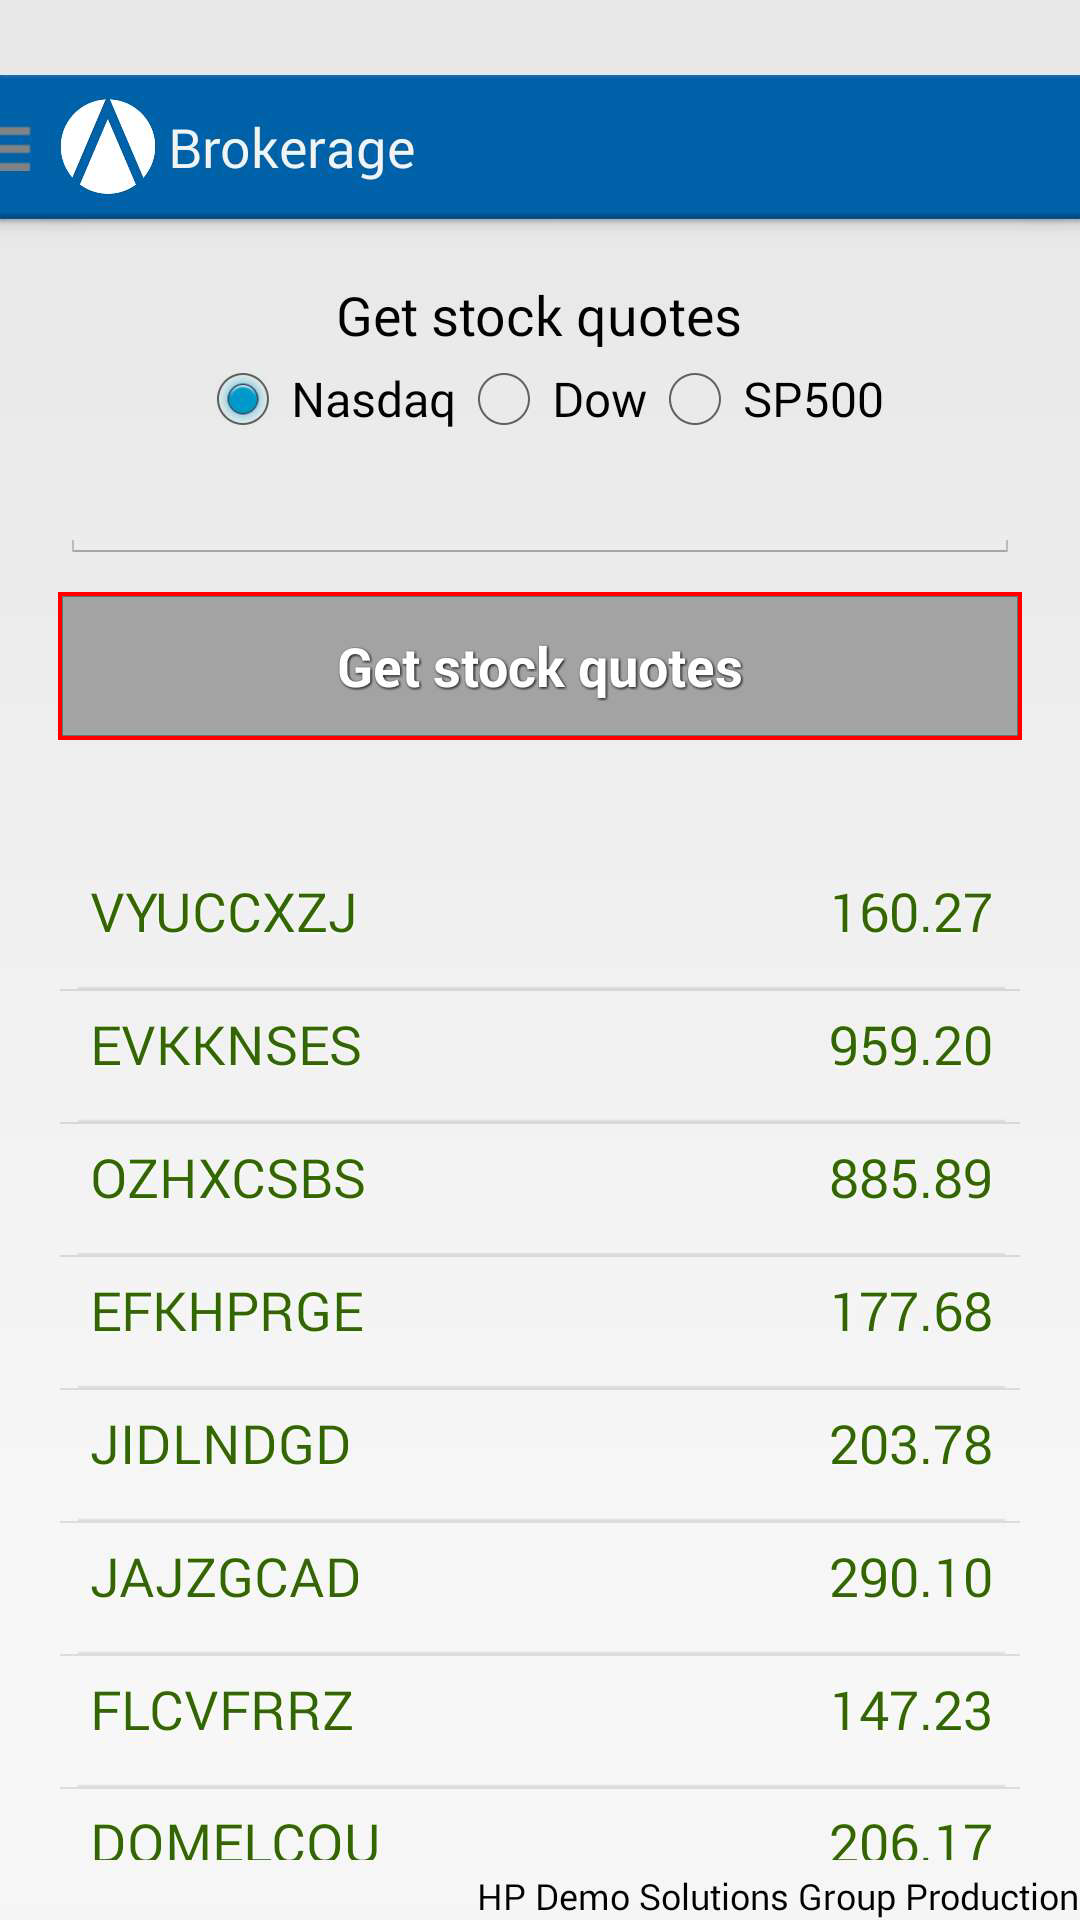 Brokerage
Get stock quotes
Nasdaq Dow SP500
Get stock quotes
VYUCCXZJ 160.27
EVKKNSES 959.20
OZHXCSBS 885.89
EFKHPRGE 177.68
JIDLNDGD 203.78
JAJZGCAD 290.10
FLCVFRRZ 147.23
DOMELCOU 206.17
HP Demo Solutions Group Production